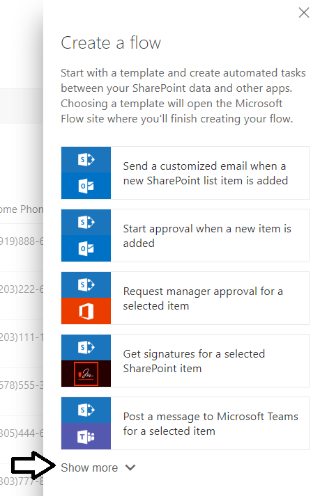 Create a flow
Start with a template and create automated tasks
between your SharePoint data and other apps.
Choosing a template will open the Microsoft
Flow site where you'll finish creating your flow.
Send a customized email when a
new SharePoint list item is added
Start approval when a new item is
added
Request manager approval for a
selected item
Get signatures for a selected
SharePoint item
Post a message to Microsoft Teams
for a selected item
Show more
ome Phon
919)888-6
203)222-6
203)111-1
578)555-3
305)444-6
303)777-8